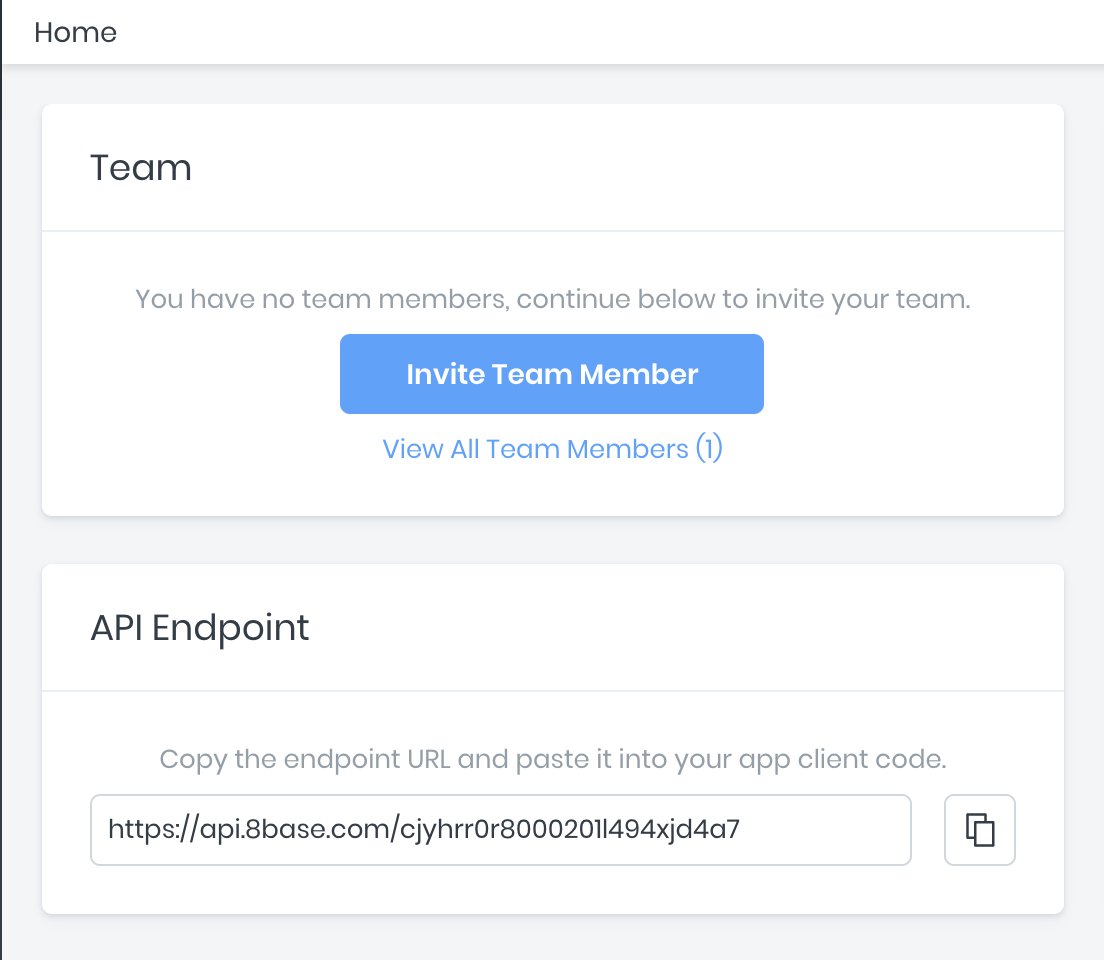 Home
Team
You have no team members, continue below to invite your team.
Invite Team Member
View All Team Members (1)
API Endpoint
Copy the endpoint URL and paste it into your app client code.
https://api.8base.com/cjyhrr0r8000201l494xjd4a7